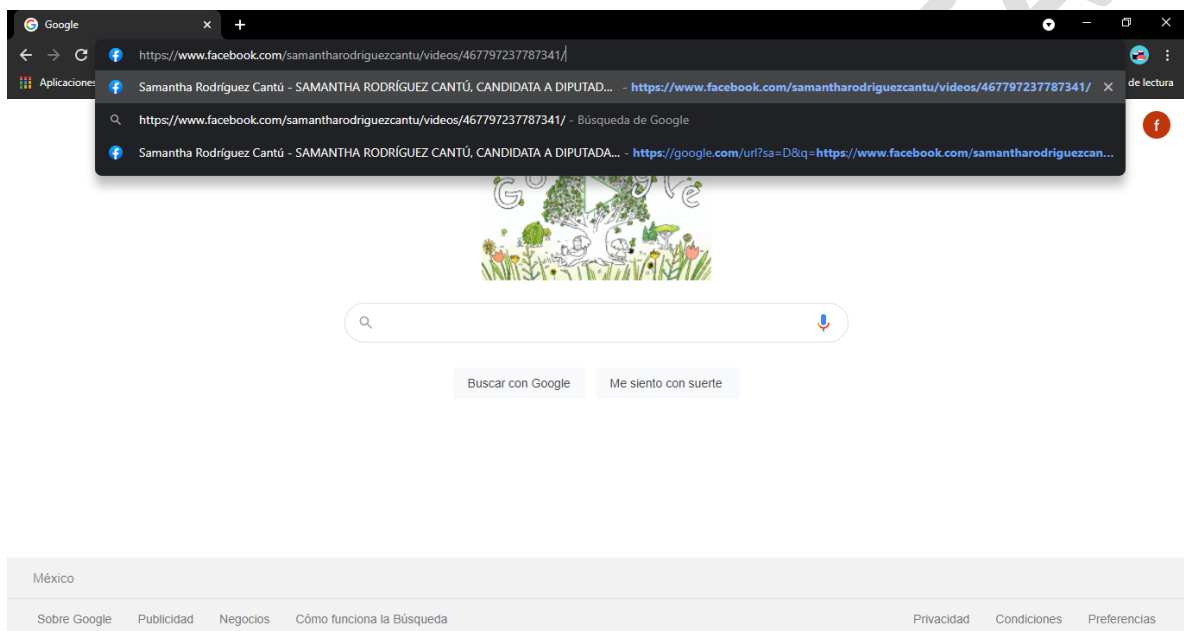 Google
https://www.facebook.com/samantharodriguezcantu/videos/467797237787341/
Aplicaciones
Samantha Rodríguez Cantú - SAMANTHA RODRÍGUEZ CANTÚ, CANDIDATA A DIPUTAD... - https://www.facebook.com/samantharodriguezcantu/videos/467797237787341/
de lectura
https://www.facebook.com/samantharodriguezcantu/videos/467797237787341/ - Búsqueda de Google
f
Samantha Rodríguez Cantú - SAMANTHA RODRÍGUEZ CANTÚ, CANDIDATA A DIPUTADA... - https://google.com/url?sa=D&q=https://www.facebook.com/samantharodriguezcan...
Google
Buscar con Google Me siento con suerte
México
Sobre Google Publicidad Negocios Cómo funciona la Búsqueda Privacidad Condiciones Preferencias